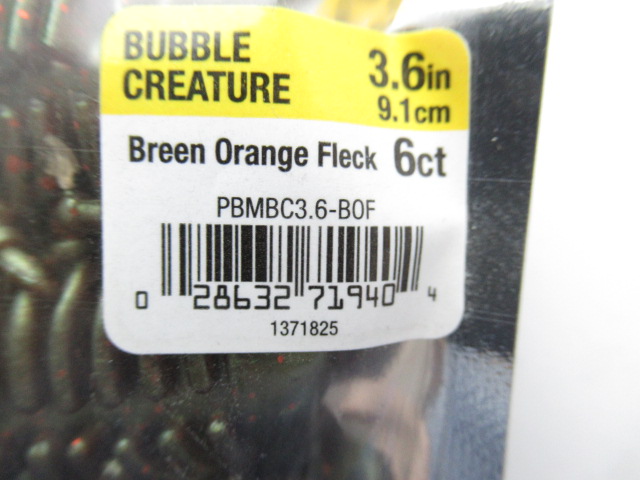 BUBBLE
CREATURE
3.6in
9.1cm
Breen Orange Fleck 6ct
PBMBC3.6-BOF
0 28632 71940 4
1371825